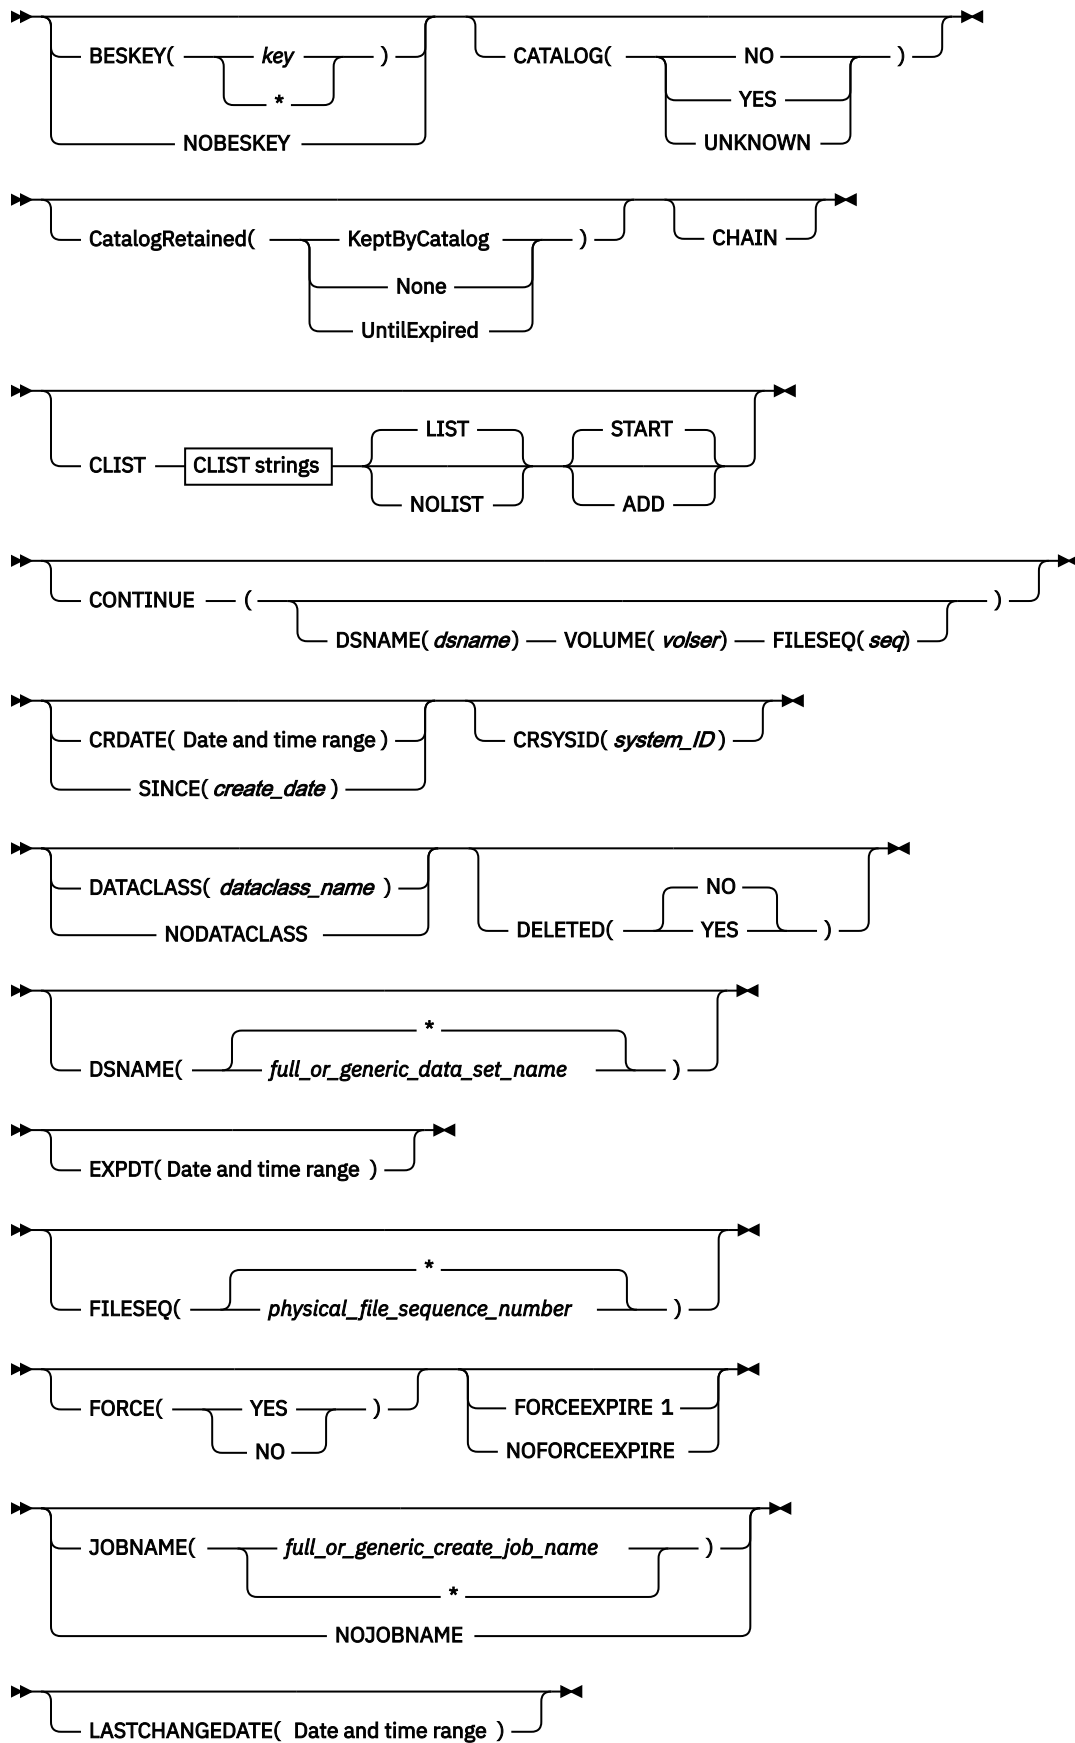 BESKEY( key ) CATALOG( NO )
* YES
NOBESKEY UNKNOWN
CatalogRetained( KeptByCatalog ) CHAIN
None
UntilExpired
LIST START
CLIST CLIST strings
NOLIST ADD
CONTINUE ( )
DSNAME( dsname) VOLUME( volser) FILESEQ( seq)
CRDATE( Date and time range ) CRSYSID( system_ID )
SINCE( create_date )
DATACLASS( dataclass_name ) NO
NODATACLASS DELETED( YES )
*
DSNAME( full_or_generic_data_set_name )
EXPDT( Date and time range )
*
FILESEQ( physical_file_sequence_number )
FORCE( YES ) FORCEEXPIRE 1
NO NOFORCEEXPIRE
JOBNAME( full_or_generic_create_job_name )
*
NOJOBNAME
LASTCHANGEDATE( Date and time range )